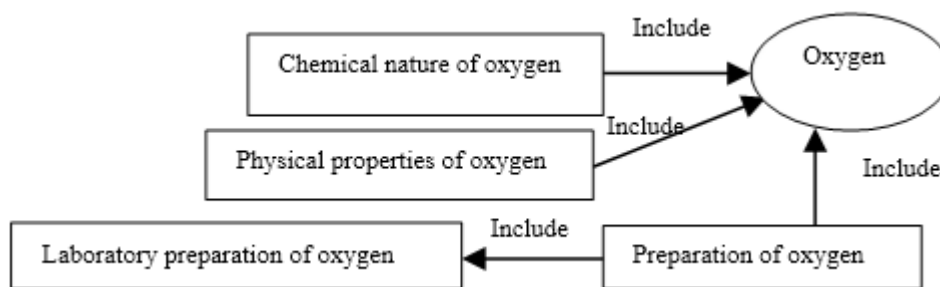 Include
Chemical nature of oxygen
Oxygen
Include
Physical properties of oxygen
Include
Include
Laboratory preparation of oxygen
Preparation of oxygen